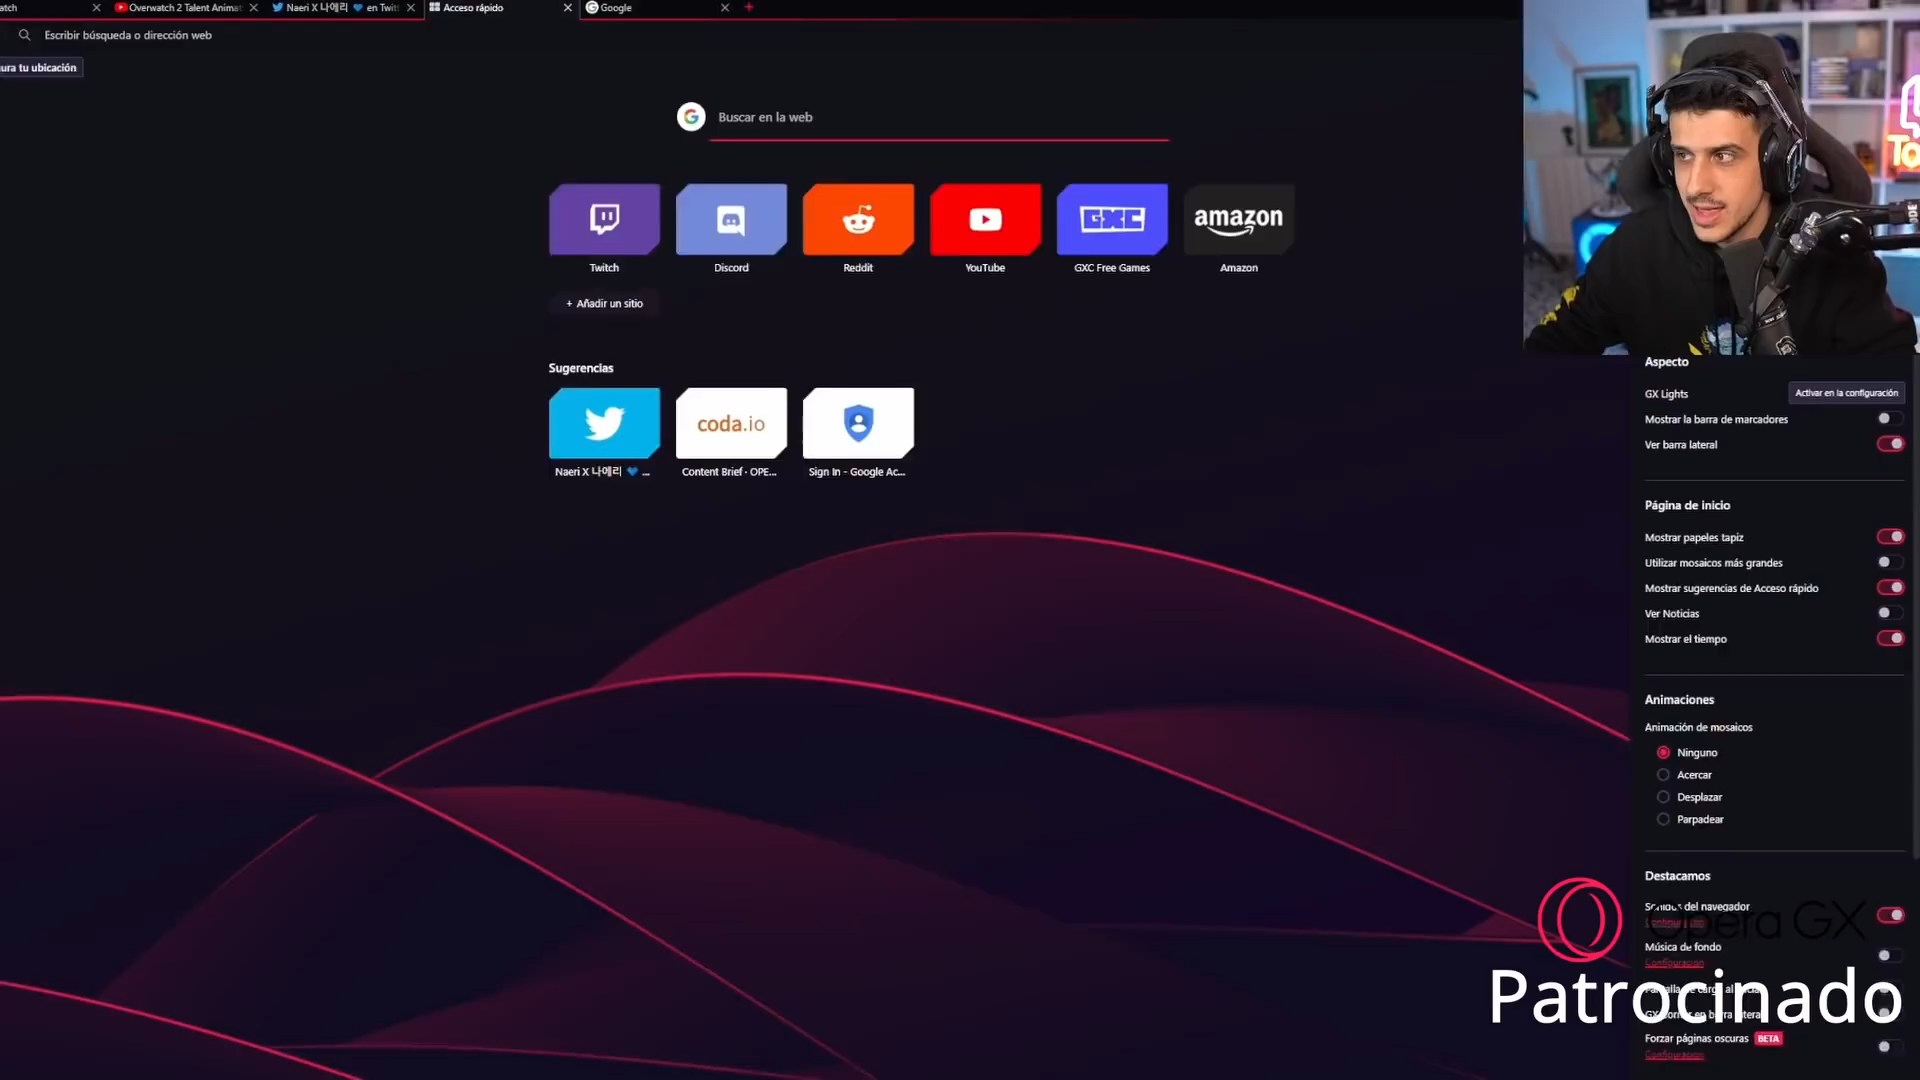 atch
Overwatch 2 Talent Animat
Naeri X 나에리 💙 en Twit
Acceso rápido
Google
Escribir búsqueda o dirección web
ura tu ubicación
Buscar en la web
amazon
Twitch
Discord
Reddit
YouTube
GXC Free Games
Amazon
+ Añadir un sitio
Sugerencias
coda.io
Naeri X 나에리 💙 ...
Content Brief · OPE...
Sign In - Google Ac...
Aspecto
GX Lights
Activar en la configuración
Mostrar la barra de marcadores
Ver barra lateral
Página de inicio
Mostrar papeles tapiz
Utilizar mosaicos más grandes
Mostrar sugerencias de Acceso rápido
Ver Noticias
Mostrar el tiempo
Animaciones
Animación de mosaicos
Ninguno
Acercar
Desplazar
Parpadear
Destacamos
Sonidos del navegador
Configuración
Opera GX
Música de fondo
Configuración
Patrocinado
Forzar páginas oscuras BETA
Configuración